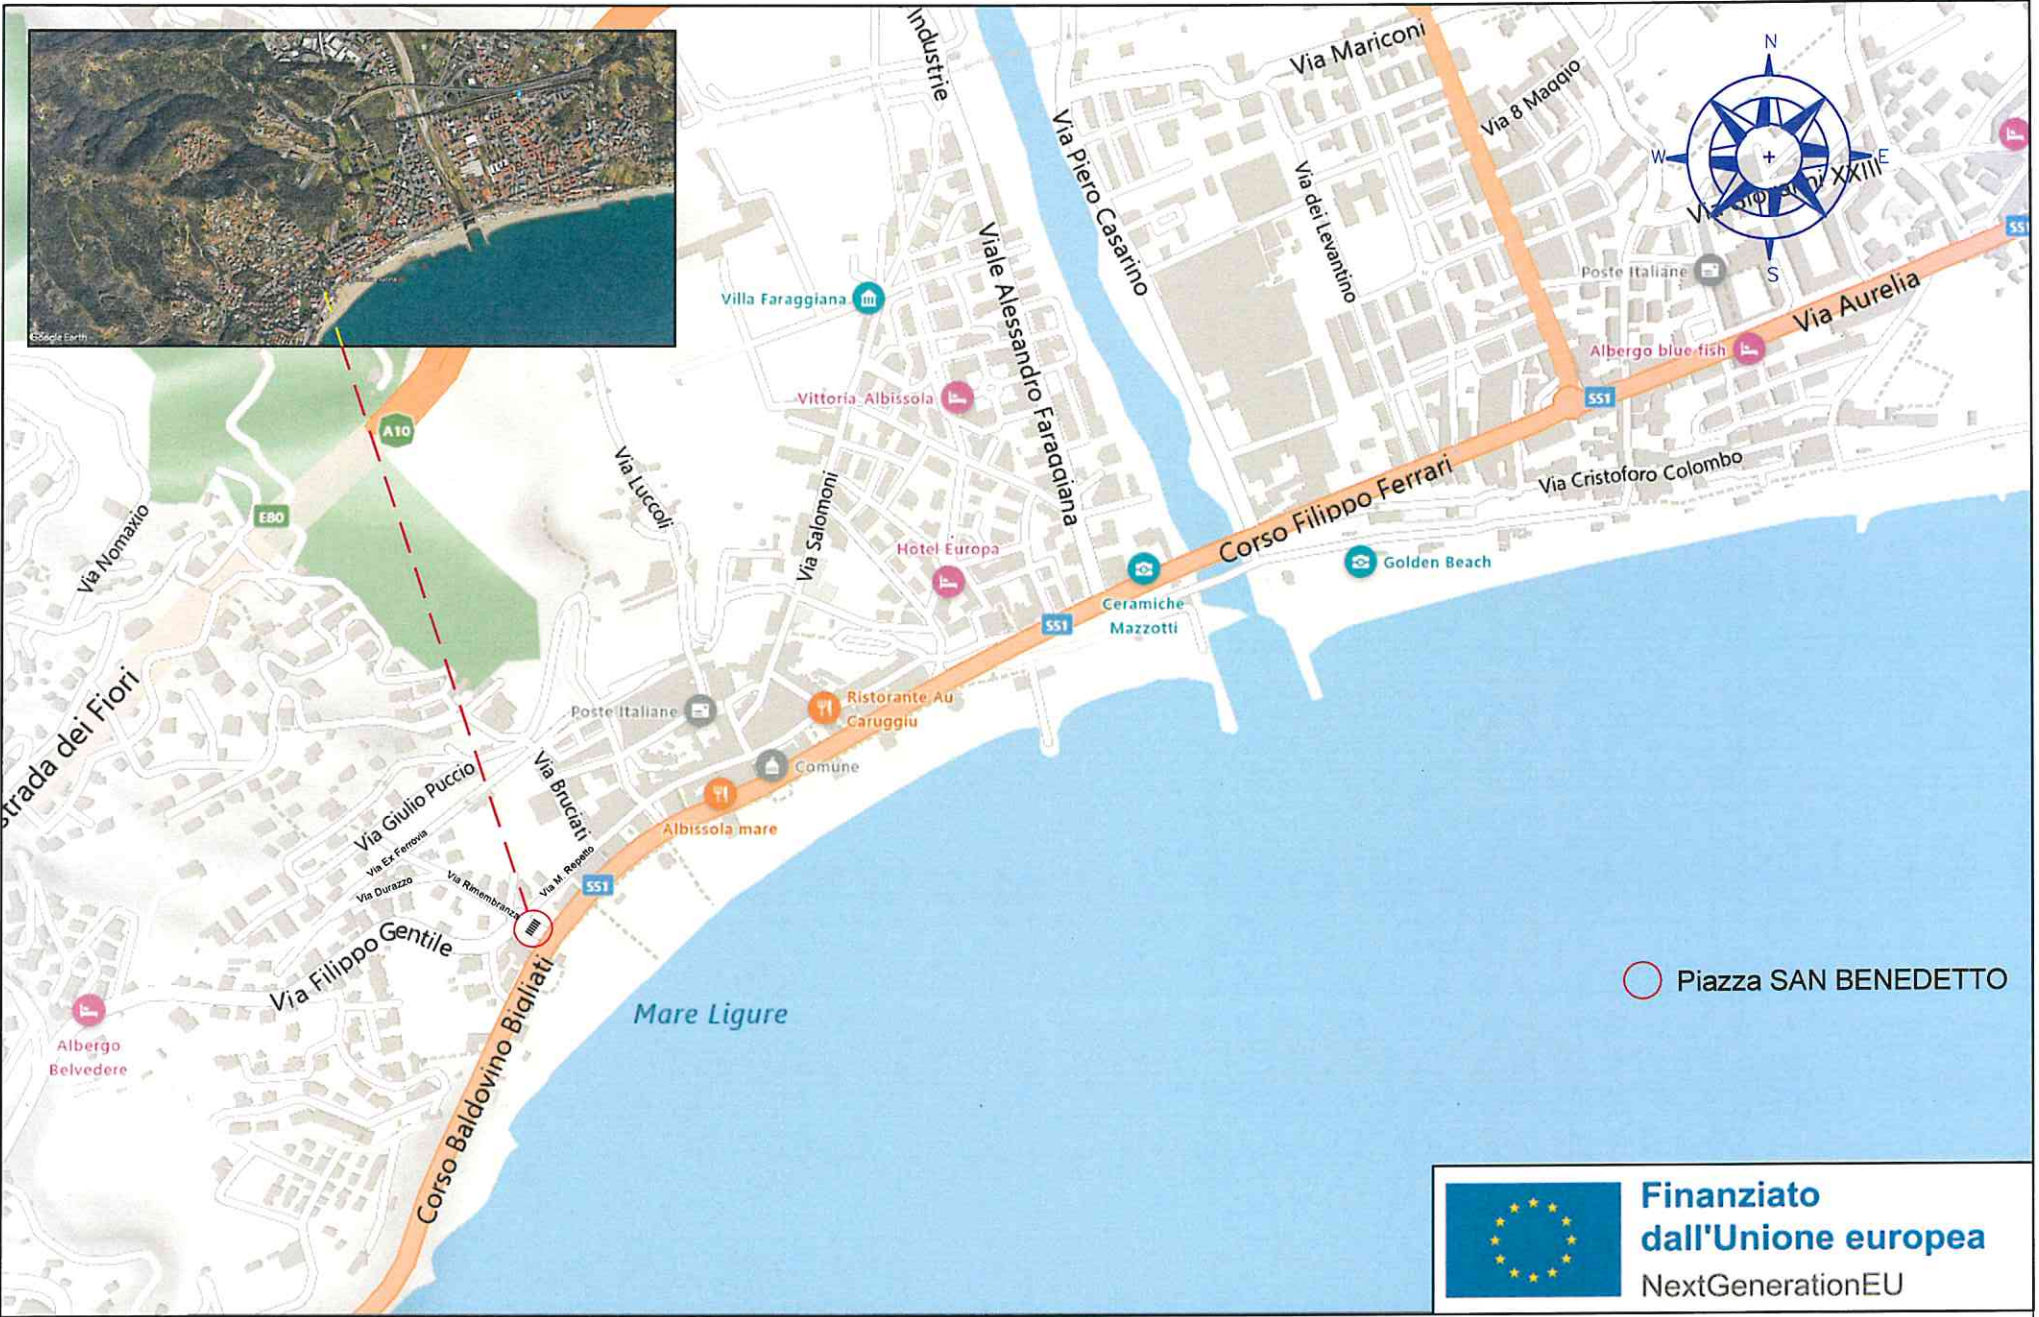 Google Earth
Industrie
Via Mariconi
Via 8 Maggio
N
W
E
S
Via Giovanni XXIII
Via Piero Casarino
Via dei Levantino
SS1
Poste Italiane
Via Aurelia
Villa Faraggiana
Viale Alessandro Faraggiana
Albergo blue fish
SS1
Vittoria Albissola
A10
Via Luccoli
Via Salomoni
Corso Filippo Ferrari
Via Cristoforo Colombo
E80
Via Nomaxio
Hotel Europa
Golden Beach
Ceramiche
Mazzotti
SS1
strada dei Fiori
Poste Italiane
Ristorante Au
Caruggiu
Comune
Via Bruciati
Via Giulio Puccio
Albissola mare
Via Ex Ferrovia
Via M. Repetto
Via Durazzo
Via Rimembranza
SS1
Via Filippo Gentile
Corso Baldovino Bigliati
Piazza SAN BENEDETTO
Mare Ligure
Albergo
Belvedere
Finanziato
dall'Unione europea
NextGenerationEU